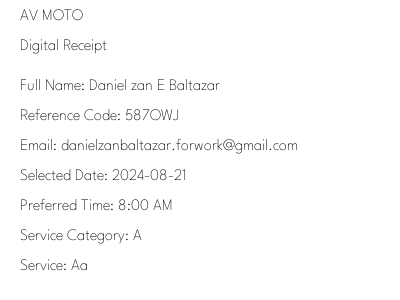 AV MOTO
Digital Receipt
Full Name: Daniel zan E Baltazar
Reference Code: 587OWJ
Email: danielzanbaltazar.forwork@gmail.com
Selected Date: 2024-08-21
Preferred Time: 8:00 AM
Service Category: A
Service: Aa